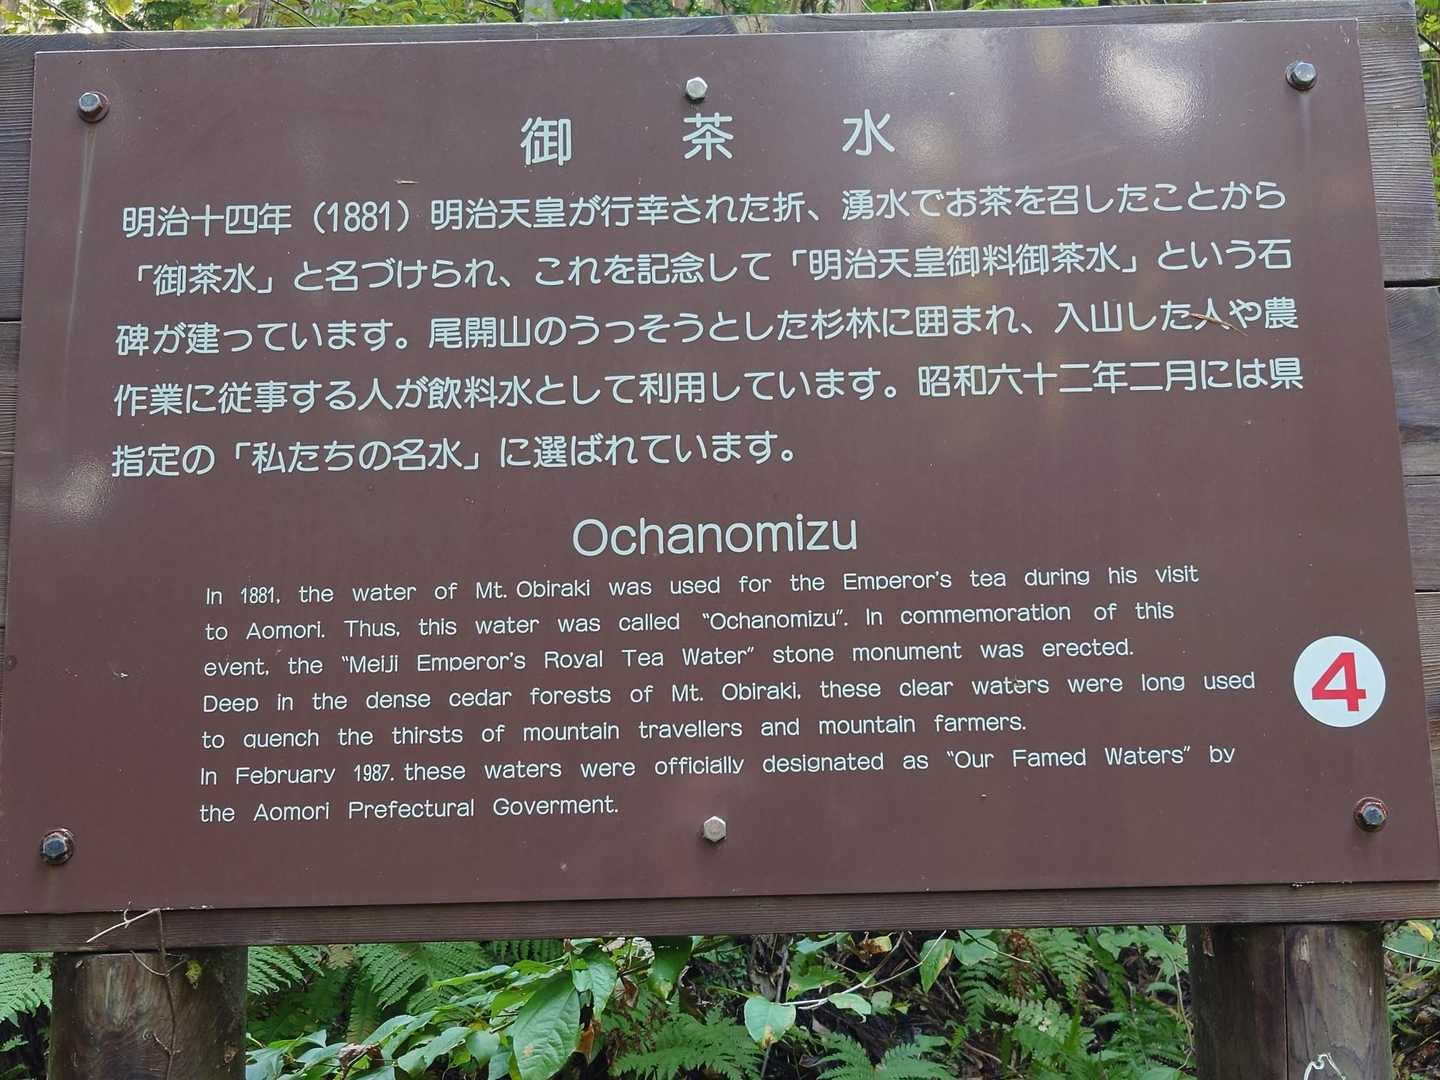 御茶水
明治十四年（1881）明治天皇が行幸された折、湧水でお茶を召したことから
「御茶水」と名づけられ、これを記念して「明治天皇御料御茶水」という石
碑が建っています。尾開山のうっそうとした杉林に囲まれ、入山した人や農
作業に従事する人が飲料水として利用しています。昭和六十二年二月には県
指定の「私たちの名水」に選ばれています。
Ochanomizu
In 1881, the water of Mt. Obiraki was used for the Emperor's tea during his visit
to Aomori. Thus, this water was called "Ochanomizu". In commemoration of this
event, the "Meiji Emperor's Royal Tea Water" stone monument was erected.
Deep in the dense cedar forests of Mt. Obiraki, these clear waters were long used
to quench the thirsts of mountain travellers and mountain farmers.
In February 1987. these waters were officially designated as "Our Famed Waters" by
the Aomori Prefectural Goverment.
4